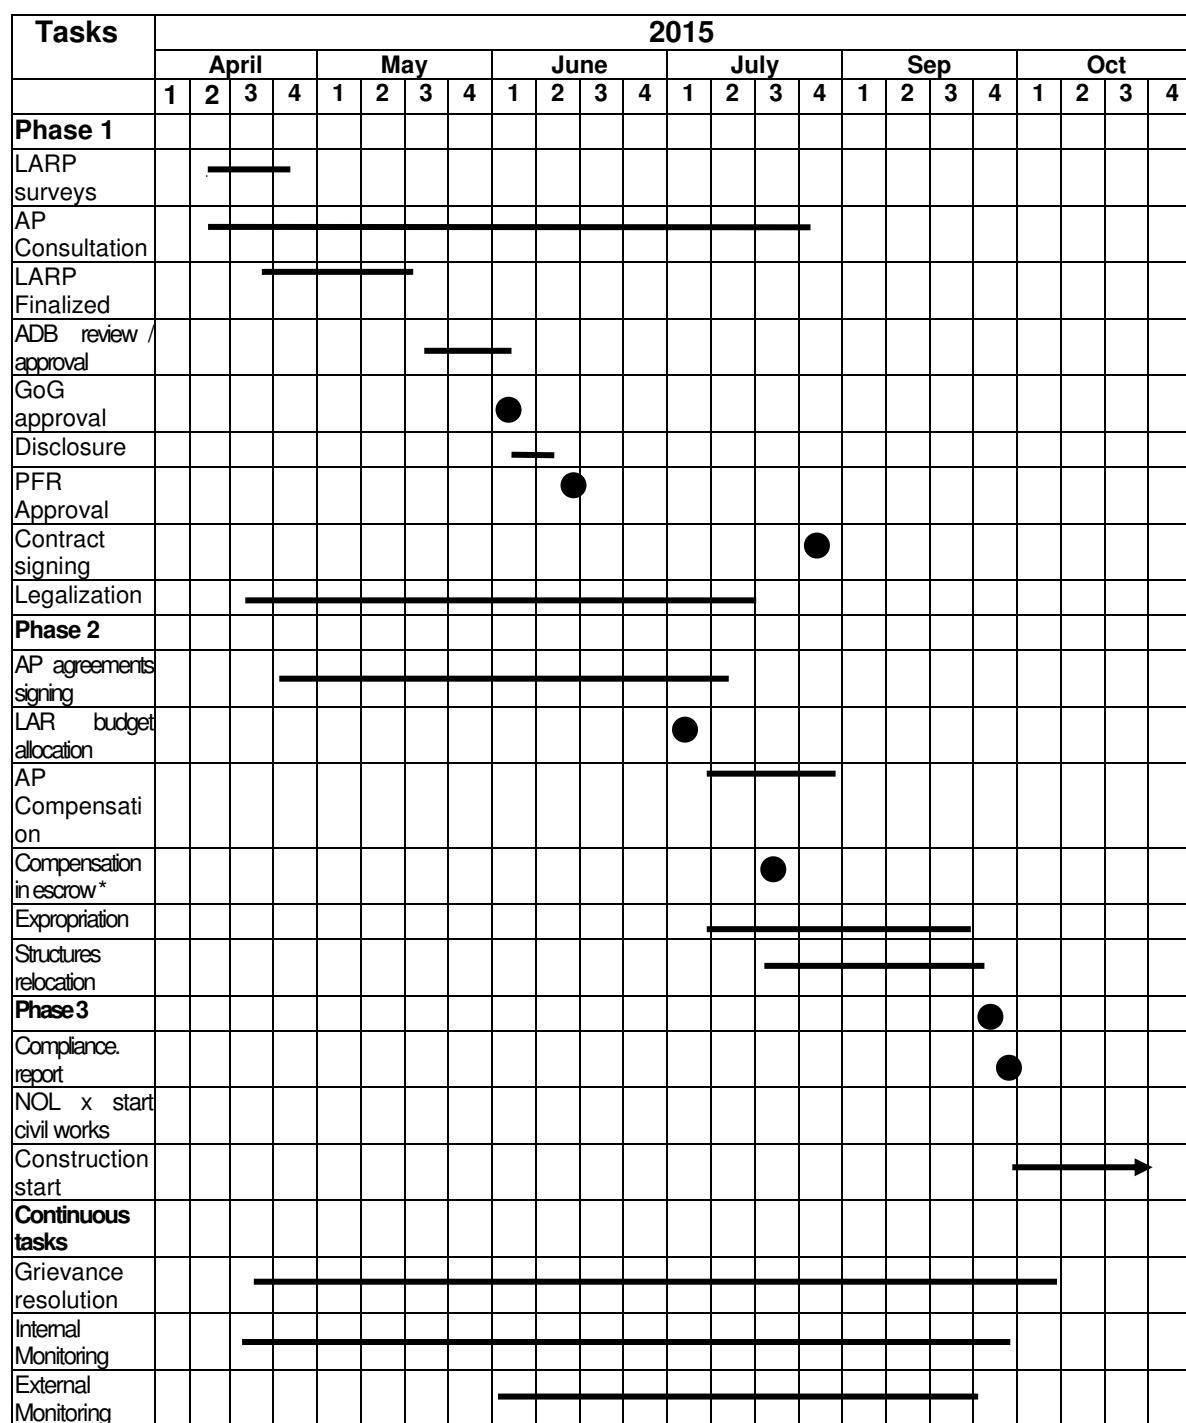 Tasks 2015
April May June July Sep Oct
1 2 3 4 1 2 3 4 1 2 3 4 1 2 3 4 1 2 3 4 1 2 3 4
Phase 1
LARP
surveys
AP
Consultation
LARP
Finalized
ADB review /
approval
GoG
approval
Disclosure
PFR
Approval
Contract
signing
Legalization
Phase 2
AP agreements
signing
LAR budget
allocation
AP
Compensati
on
Compensation
in escrow *
Expropriation
Structures
relocation
Phase 3
Compliance.
report
NOL x start
civil works
Construction
start
Continuous
tasks
Grievance
resolution
Internal
Monitoring
External
Monitoring